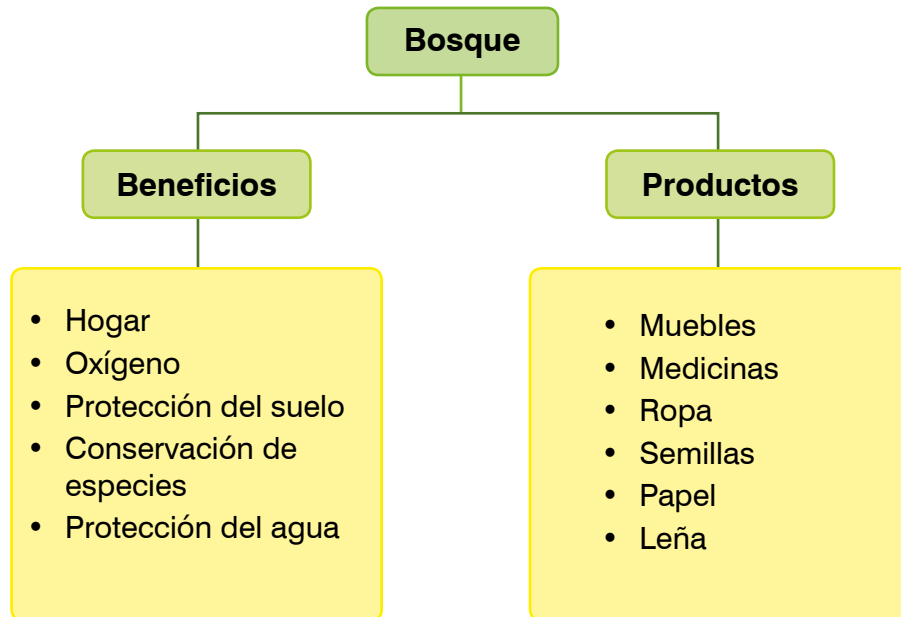 Bosque
Beneficios
Productos
• Hogar
• Oxígeno
• Protección del suelo
• Conservación de
especies
• Protección del agua
• Muebles
• Medicinas
• Ropa
• Semillas
• Papel
• Leña